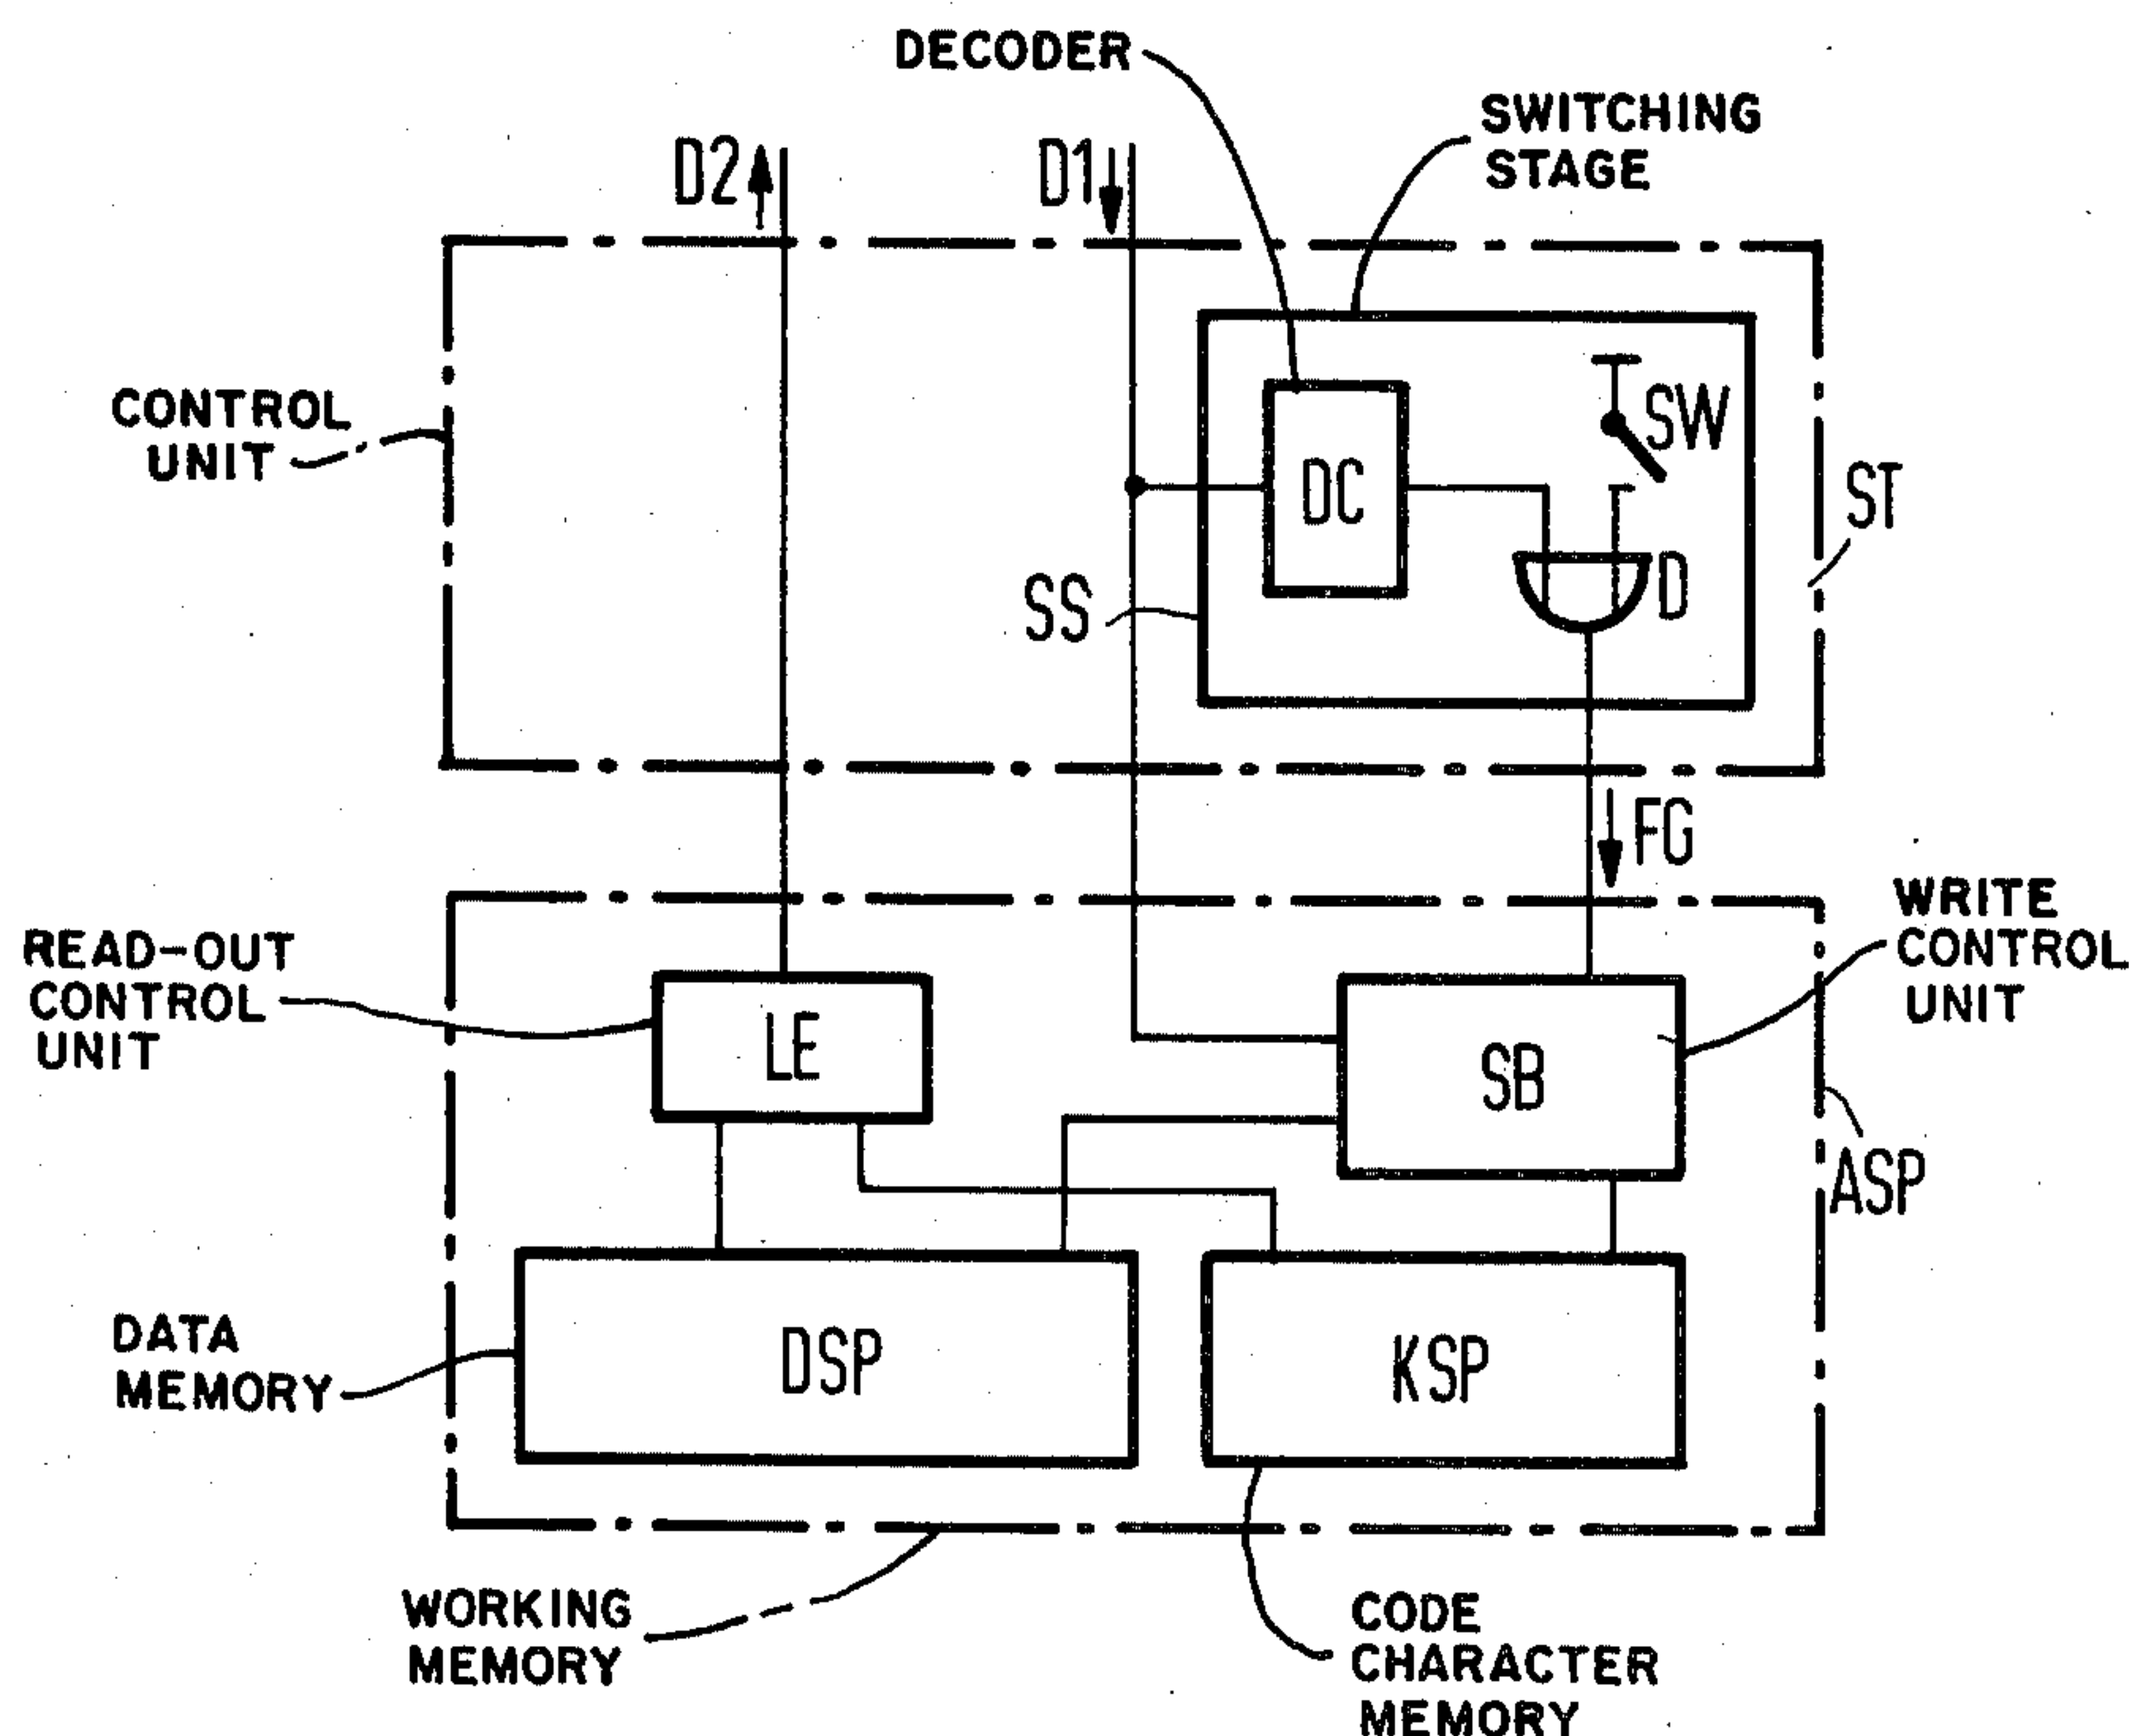 DECODER
SWITCHING
STAGE
D2
D1
CONTROL
UNIT
SW
DC
ST
D
SS
FG
WRITE
CONTROL
UNIT
READ-OUT
CONTROL
UNIT
LE
SB
ASP
DATA
MEMORY
DSP
KSP
WORKING
MEMORY
CODE
CHARACTER
MEMORY